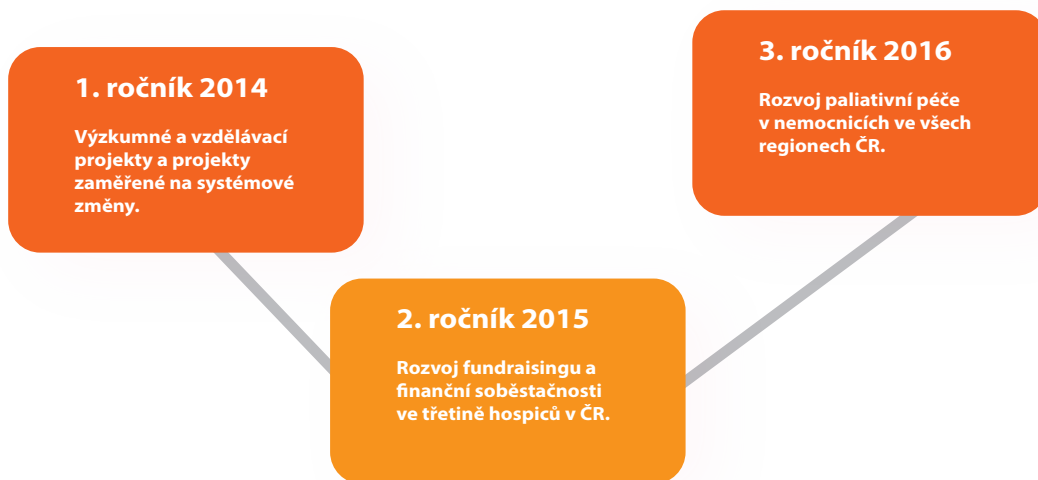 1. ročník 2014
Výzkumné a vzdělávací
projekty a projekty
zaměřené na systémové
změny.
2. ročník 2015
Rozvoj fundraisingu a
finanční soběstačnosti
ve třetině hospiců v ČR.
3. ročník 2016
Rozvoj paliativní péče
v nemocnicích ve všech
regionech ČR.